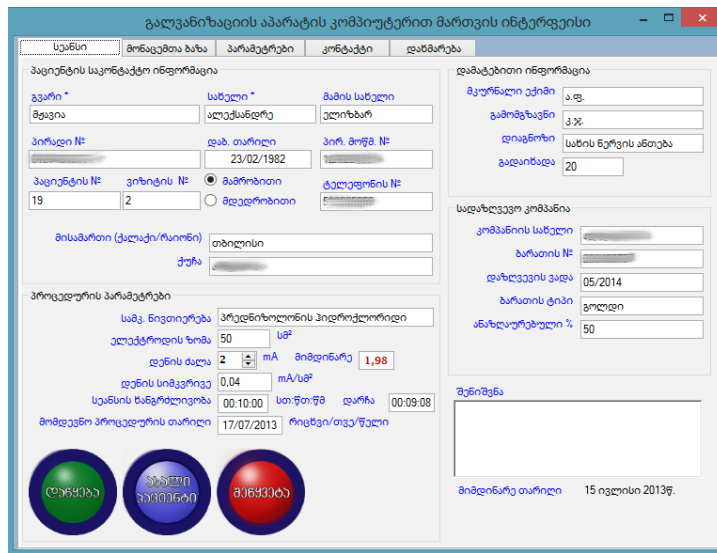 გალვანიზაციის აპარატის კომპიუტერით მართვის ინტერფეისი
სეანსი მონაცემთა ბაზა პარამეტრები კონტაქტი დახმარება
პაციენტის საკონტაქტო ინფორმაცია
გვარი * სახელი * მამის სახელი
მჟავია ალექსანდრე ელიზბარ
პირადი № დაბ. თარიღი პირ. მოწმ. №
23/02/1982
პაციენტის № ვიზიტის № მამრობითი ტელეფონის №
19 2 მდედრობითი
მისამართი (ქალაქი/რაიონი) თბილისი
ქუჩა
პროცედურის პარამეტრები
სამკ. ნივთიერება პრედნიზოლონის ჰიდროქლორიდი
ელექტროდის ზომა 50 სმ²
დენის ძალა 2 mA მიმდინარე 1,98
დენის სიმკვრივე 0,04 mA/სმ²
სეანსის ხანგრძლივობა 00:10:00 სთ:წთ:წმ დარჩა 00:09:08
მომდევნო პროცედურის თარიღი 17/07/2013 რიცხვი/თვე/წელი
დაწყება ახალი პაციენტი შეწყვეტა
დამატებითი ინფორმაცია
მკურნალი ექიმი ა.ფ.
გამომგზავნი კ.ჯ.
დიაგნოზი სახის ნერვის ანთება
გადაიხადა 20
სადაზღვევო კომპანია
კომპანიის სახელი
ბარათის №
დაზღვევის ვადა 05/2014
ბარათის ტიპი გოლდი
ანაზღაურებული % 50
შენიშვნა
მიმდინარე თარიღი 15 ივლისი 2013წ.